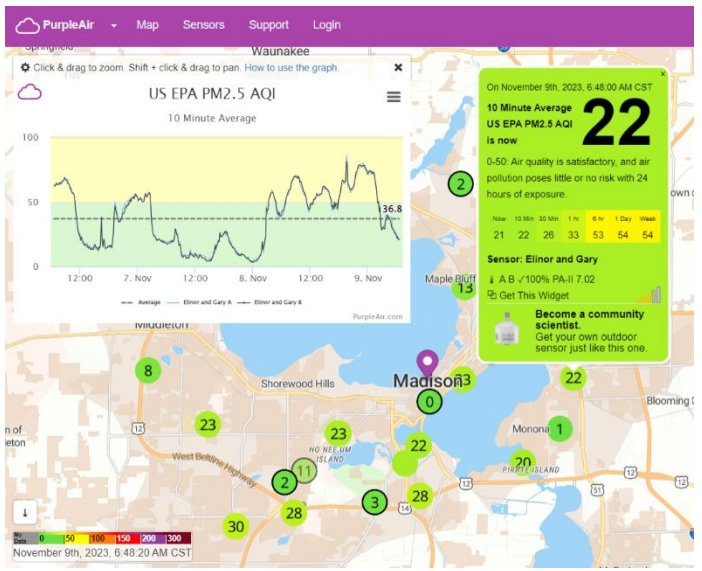 PurpleAir Map Sensors Support Login
Springfield
Waunakee
Click & drag to zoom. Shift + click & drag to pan. How to use the graph.
US EPA PM2.5 AQI
10 Minute Average
100
50
0
36.8
12:00 7. Nov 12:00 8. Nov 12:00 9. Nov
Average Elinor and Gary A Elinor and Gary B
PurpleAir.com
On November 9th, 2023, 6:48:00 AM CST
10 Minute Average
US EPA PM2.5 AQI
is now
22
0-50: Air quality is satisfactory, and air
pollution poses little or no risk with 24
hours of exposure.
Now 10 Min 30 Min 1 hr 6 hr 1 Day Week
21 22 26 33 53 54 54
Sensor: Elinor and Gary
A B ✓100% PA-II 7.02
Get This Widget
Become a community
scientist.
Get your own outdoor
sensor just like this one.
2
Maple Bluff
13
Middleton
8
Shorewood Hills
Madison
23
0
22
Blooming
23
12
23
HO NEE UM
ISLAND
22
Monona
1
West Beltline
Highway
11
2
20
PIRATE ISLAND
12
12
12
51
3
14
28
28
30
No
Data
0 50 100 150 200 300
November 9th, 2023, 6:48:20 AM CST